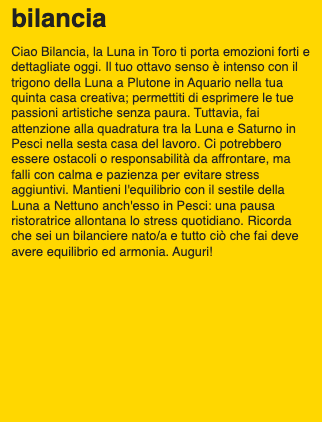 bilancia
Ciao Bilancia, la Luna in Toro ti porta emozioni forti e
dettagliate oggi. Il tuo ottavo senso è intenso con il
trigono della Luna a Plutone in Aquario nella tua
quinta casa creativa; permettiti di esprimere le tue
passioni artistiche senza paura. Tuttavia, fai
attenzione alla quadratura tra la Luna e Saturno in
Pesci nella sesta casa del lavoro. Ci potrebbero
essere ostacoli o responsabilità da affrontare, ma
falli con calma e pazienza per evitare stress
aggiuntivi. Mantieni l'equilibrio con il sestile della
Luna a Nettuno anch'esso in Pesci: una pausa
ristoratrice allontana lo stress quotidiano. Ricorda
che sei un bilanciere nato/a e tutto ciò che fai deve
avere equilibrio ed armonia. Auguri!